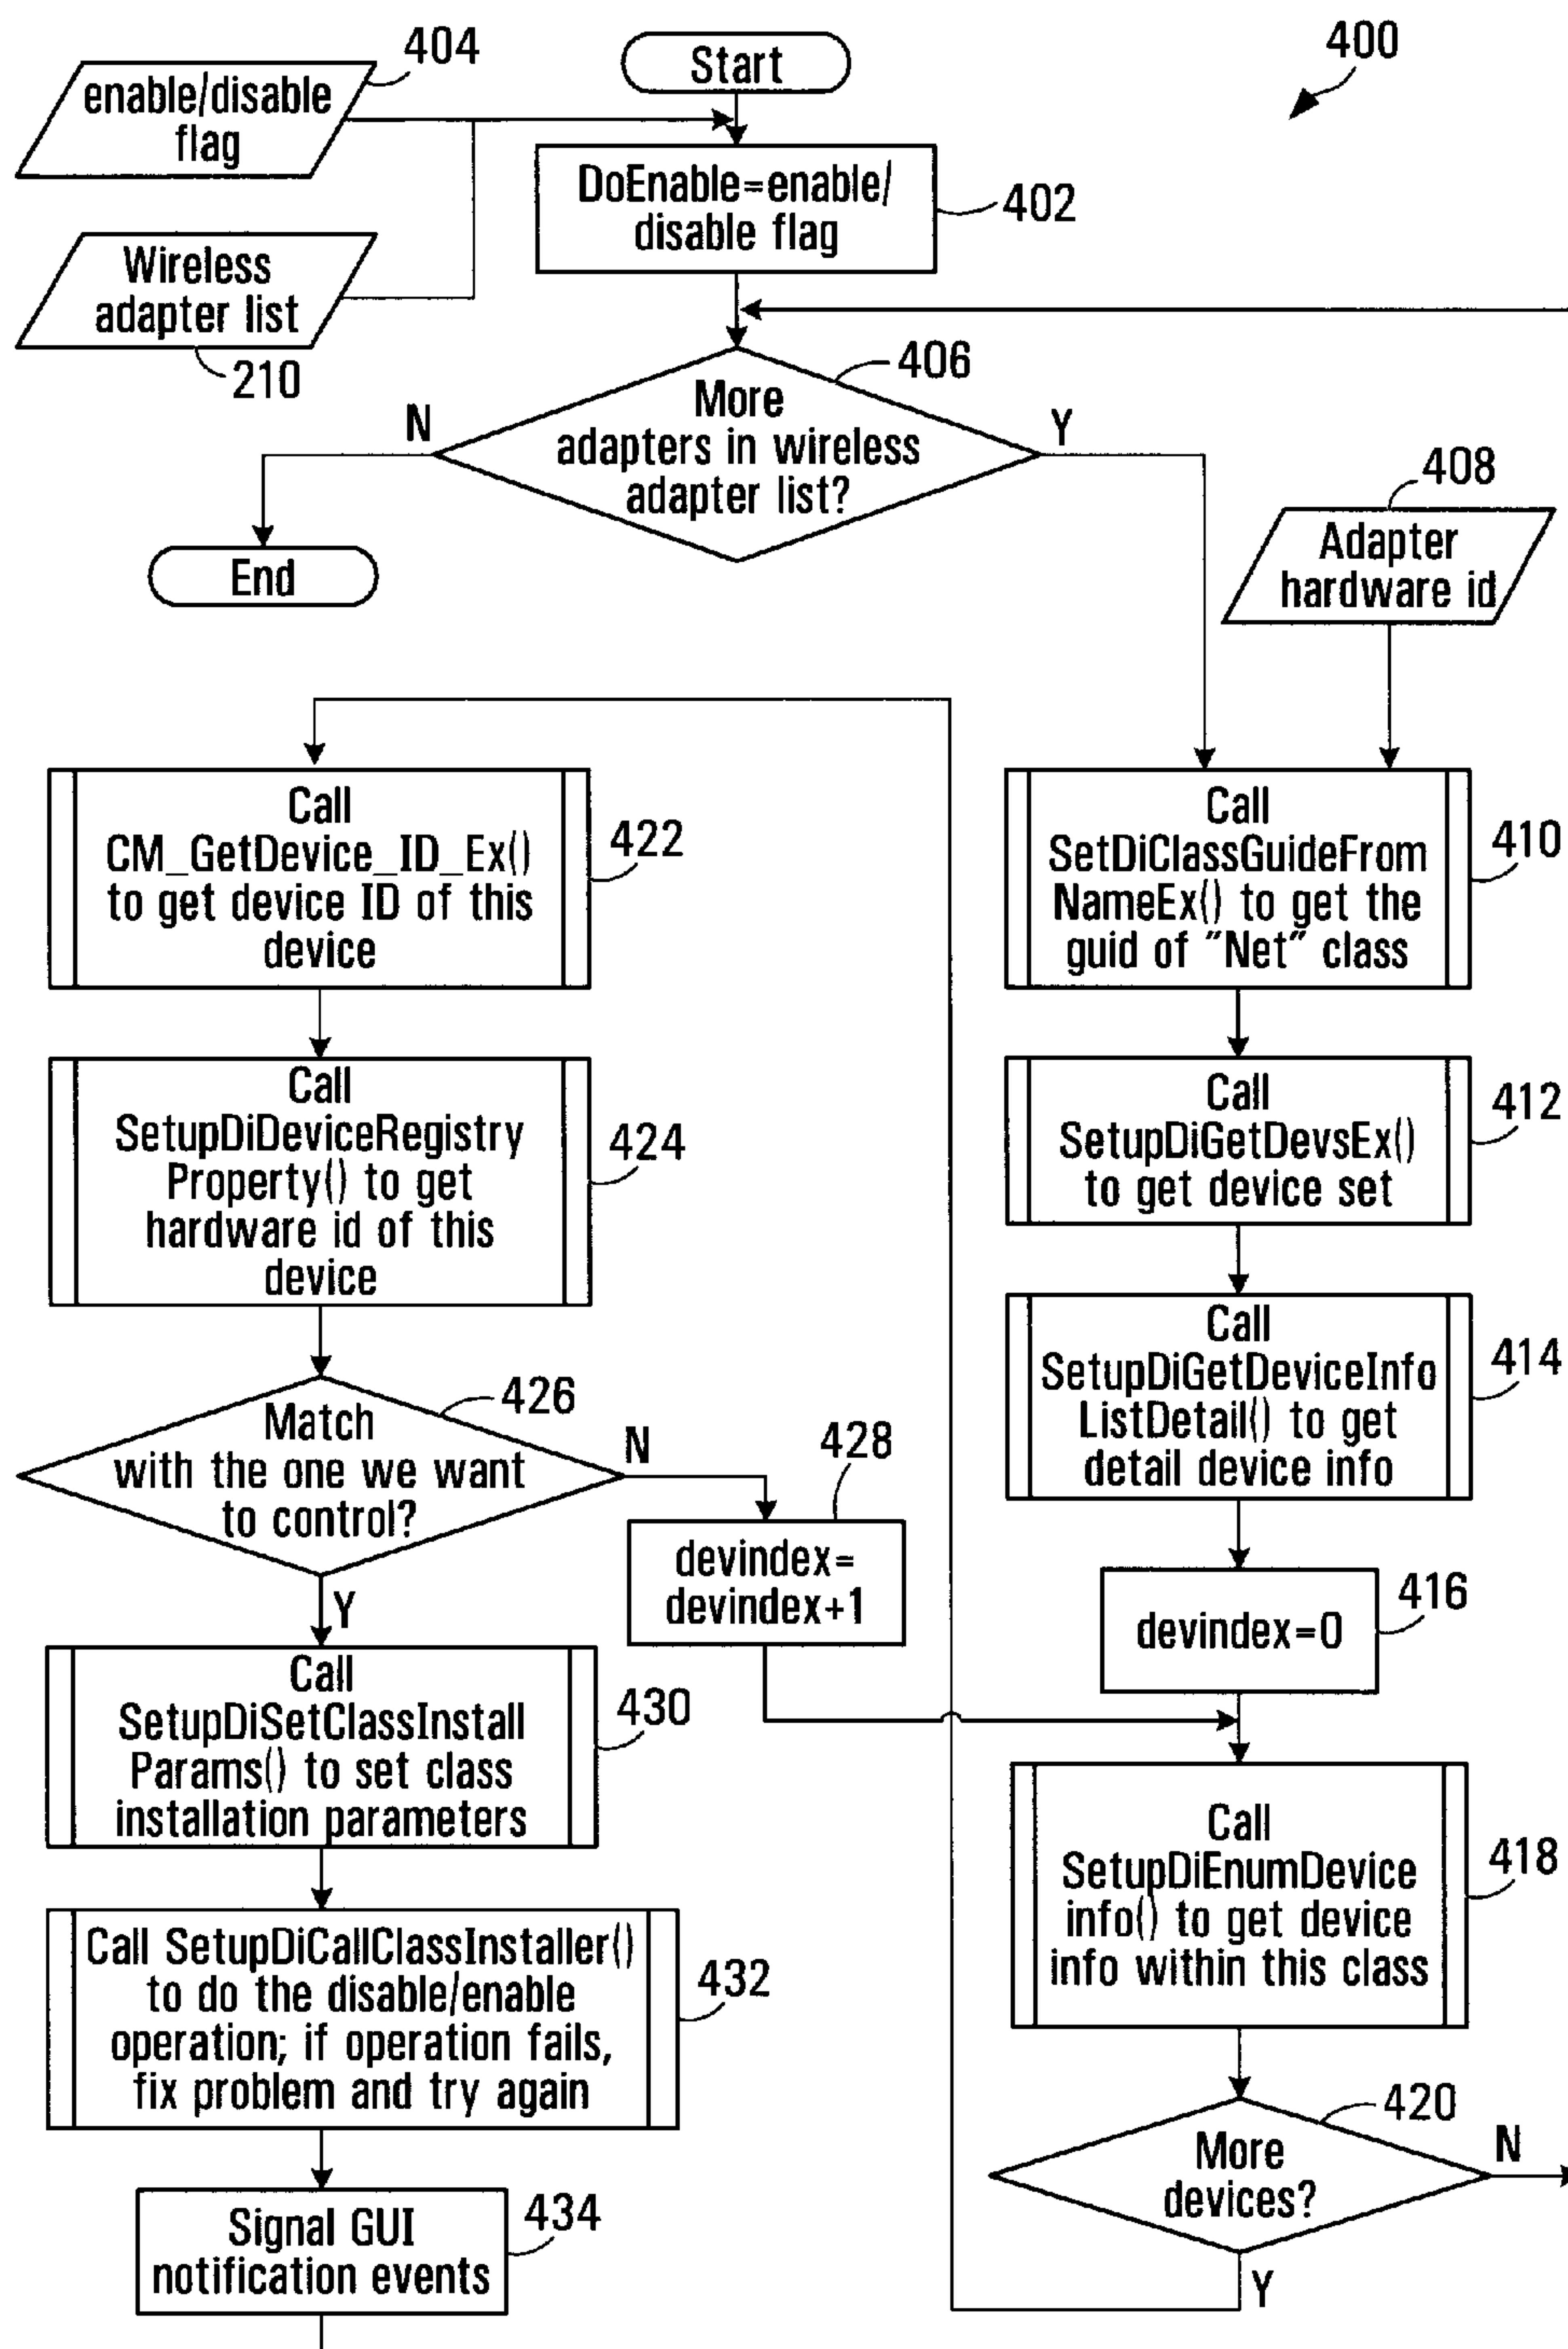 400
404
Start
enable/disable
flag
DoEnable=enable/
disable flag
402
Wireless
adapter list
210
406
More
adapters in wireless
adapter list?
N
Y
End
408
Adapter
hardware id
Call
SetDiClassGuideFrom
NameEx() to get the
guid of "Net" class
410
Call
SetupDiGetDevsEx()
to get device set
412
Call
SetupDiGetDeviceInfo
ListDetail() to get
detail device info
414
devindex=0
416
Call
SetupDiEnumDevice
info() to get device
info within this class
418
More
devices?
420
N
Y
Call
CM_GetDevice_ID_Ex()
to get device ID of this
device
422
Call
SetupDiDeviceRegistry
Property() to get
hardware id of this
device
424
Match
with the one we want
to control?
426
N
428
devindex=
devindex+1
Y
Call
SetupDiSetClassInstall
Params() to set class
installation parameters
430
Call SetupDiCallClassInstaller()
to do the disable/enable
operation; if operation fails,
fix problem and try again
432
Signal GUI
notification events
434